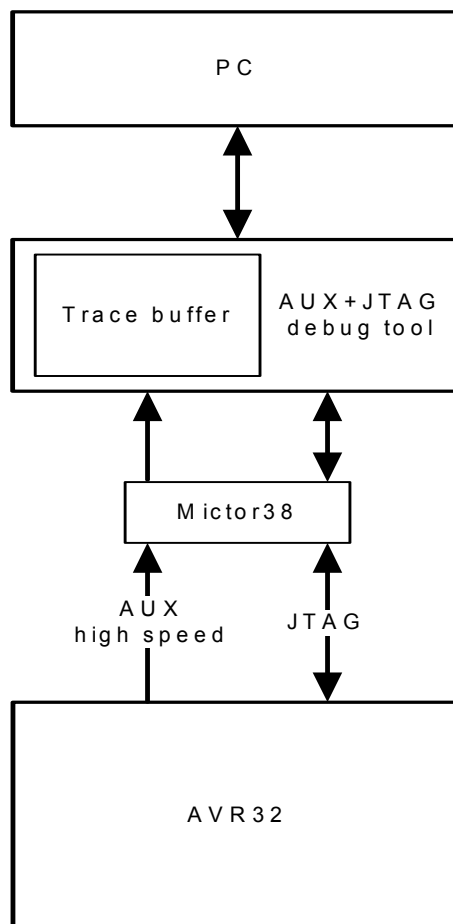 PC
Trace buffer
AUX+JTAG
debug tool
Mictor38
AUX
high speed
JTAG
AVR32